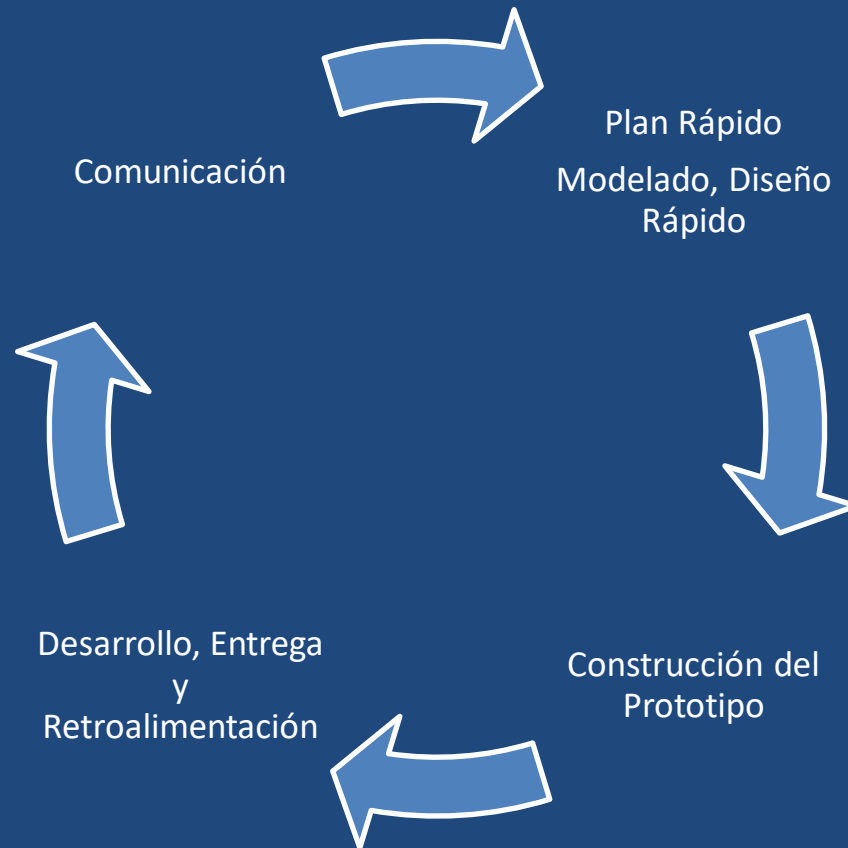 Comunicación
Plan Rápido
Modelado, Diseño
Rápido
Construcción del
Prototipo
Desarrollo, Entrega
y
Retroalimentación